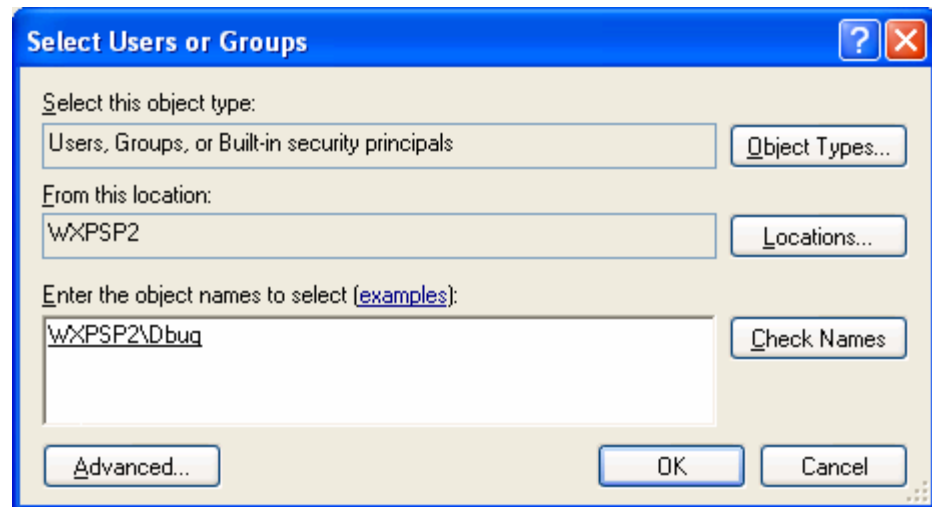 Select Users or Groups
Select this object type:
Users, Groups, or Built-in security principals
Object Types...
From this location:
WXPSP2
Locations...
Enter the object names to select (examples):
WXPSP2\Dbug
Check Names
Advanced...
OK
Cancel